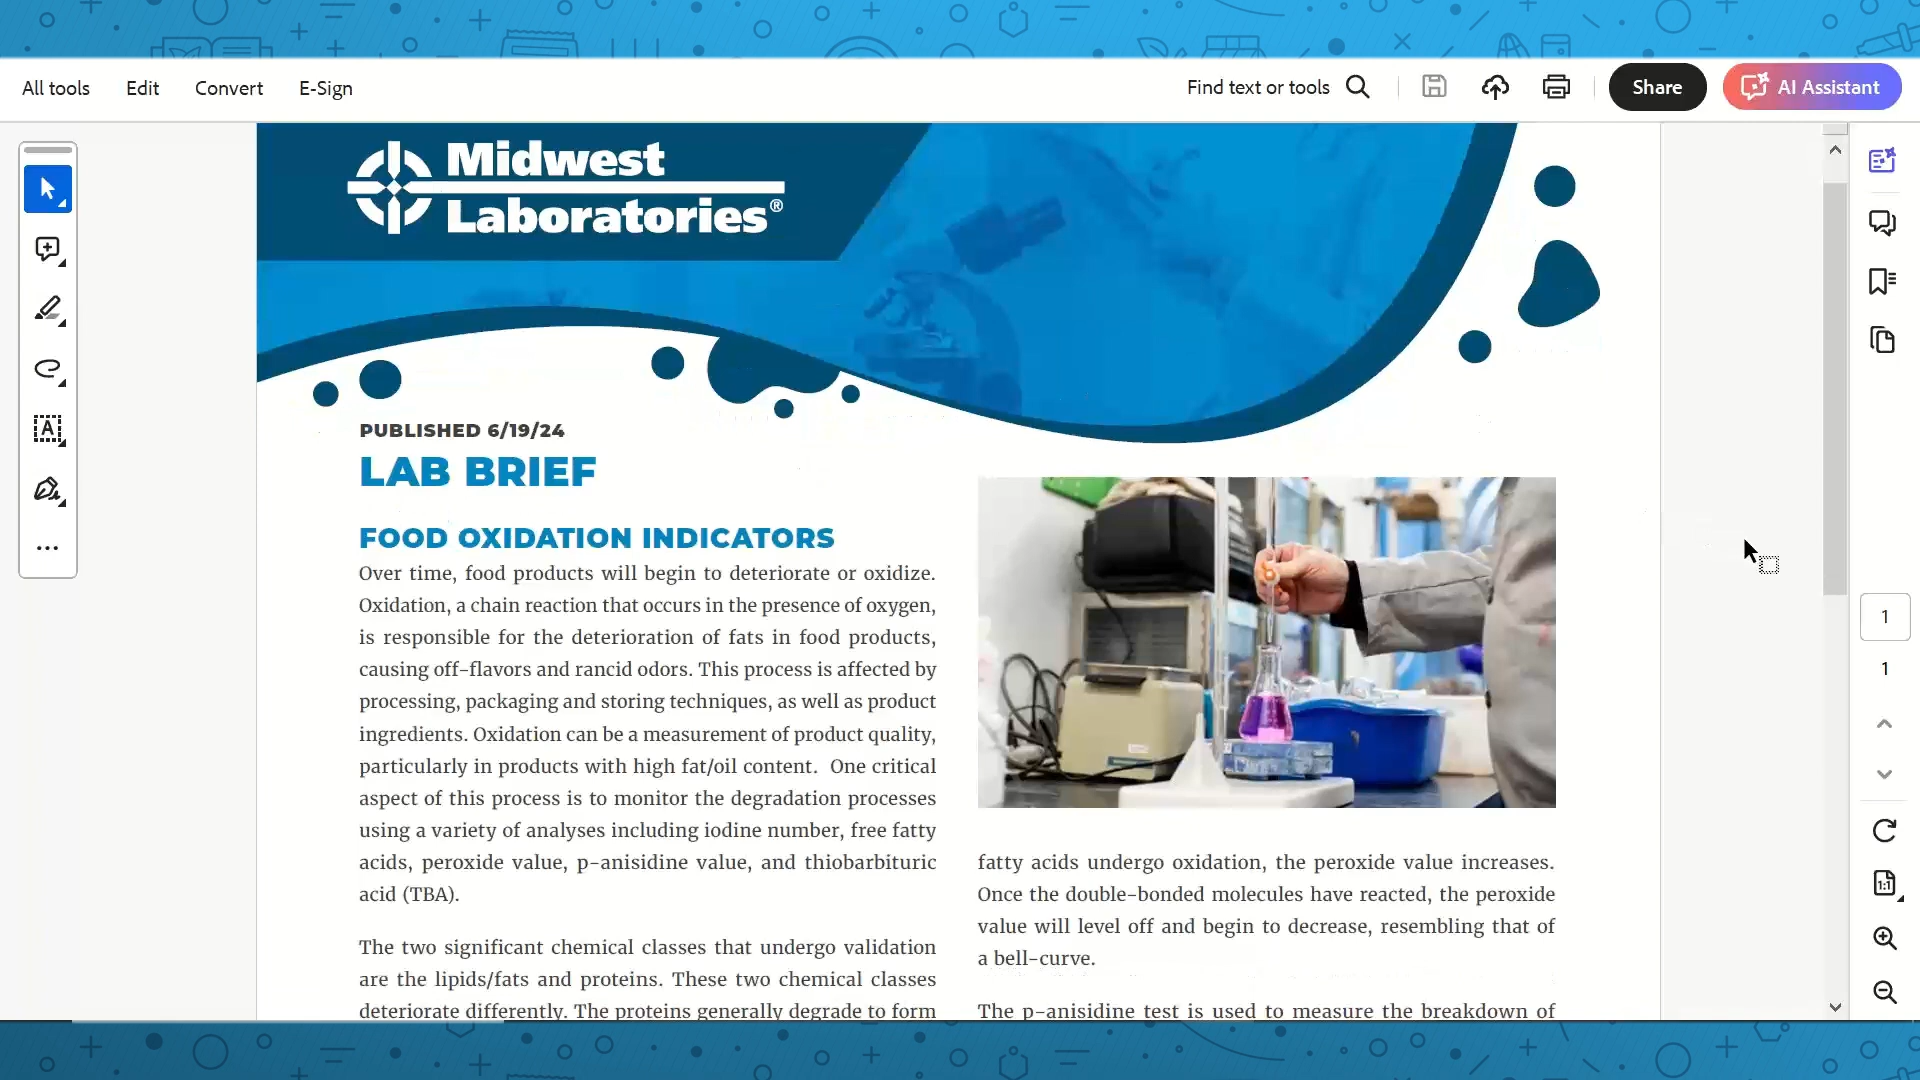 All tools
Edit
Convert
E-Sign
Find text or tools
Share
AI Assistant
Midwest
Laboratories®
PUBLISHED 6/19/24
LAB BRIEF
FOOD OXIDATION INDICATORS
Over time, food products will begin to deteriorate or oxidize.
Oxidation, a chain reaction that occurs in the presence of oxygen,
is responsible for the deterioration of fats in food products,
causing off-flavors and rancid odors. This process is affected by
processing, packaging and storing techniques, as well as product
ingredients. Oxidation can be a measurement of product quality,
particularly in products with high fat/oil content. One critical
aspect of this process is to monitor the degradation processes
using a variety of analyses including iodine number, free fatty
acids, peroxide value, p-anisidine value, and thiobarbituric
acid (TBA).
The two significant chemical classes that undergo validation
are the lipids/fats and proteins. These two chemical classes
deteriorate differently. The proteins generally degrade to form
fatty acids undergo oxidation, the peroxide value increases.
Once the double-bonded molecules have reacted, the peroxide
value will level off and begin to decrease, resembling that of
a bell-curve.
The p-anisidine test is used to measure the breakdown of
1
1